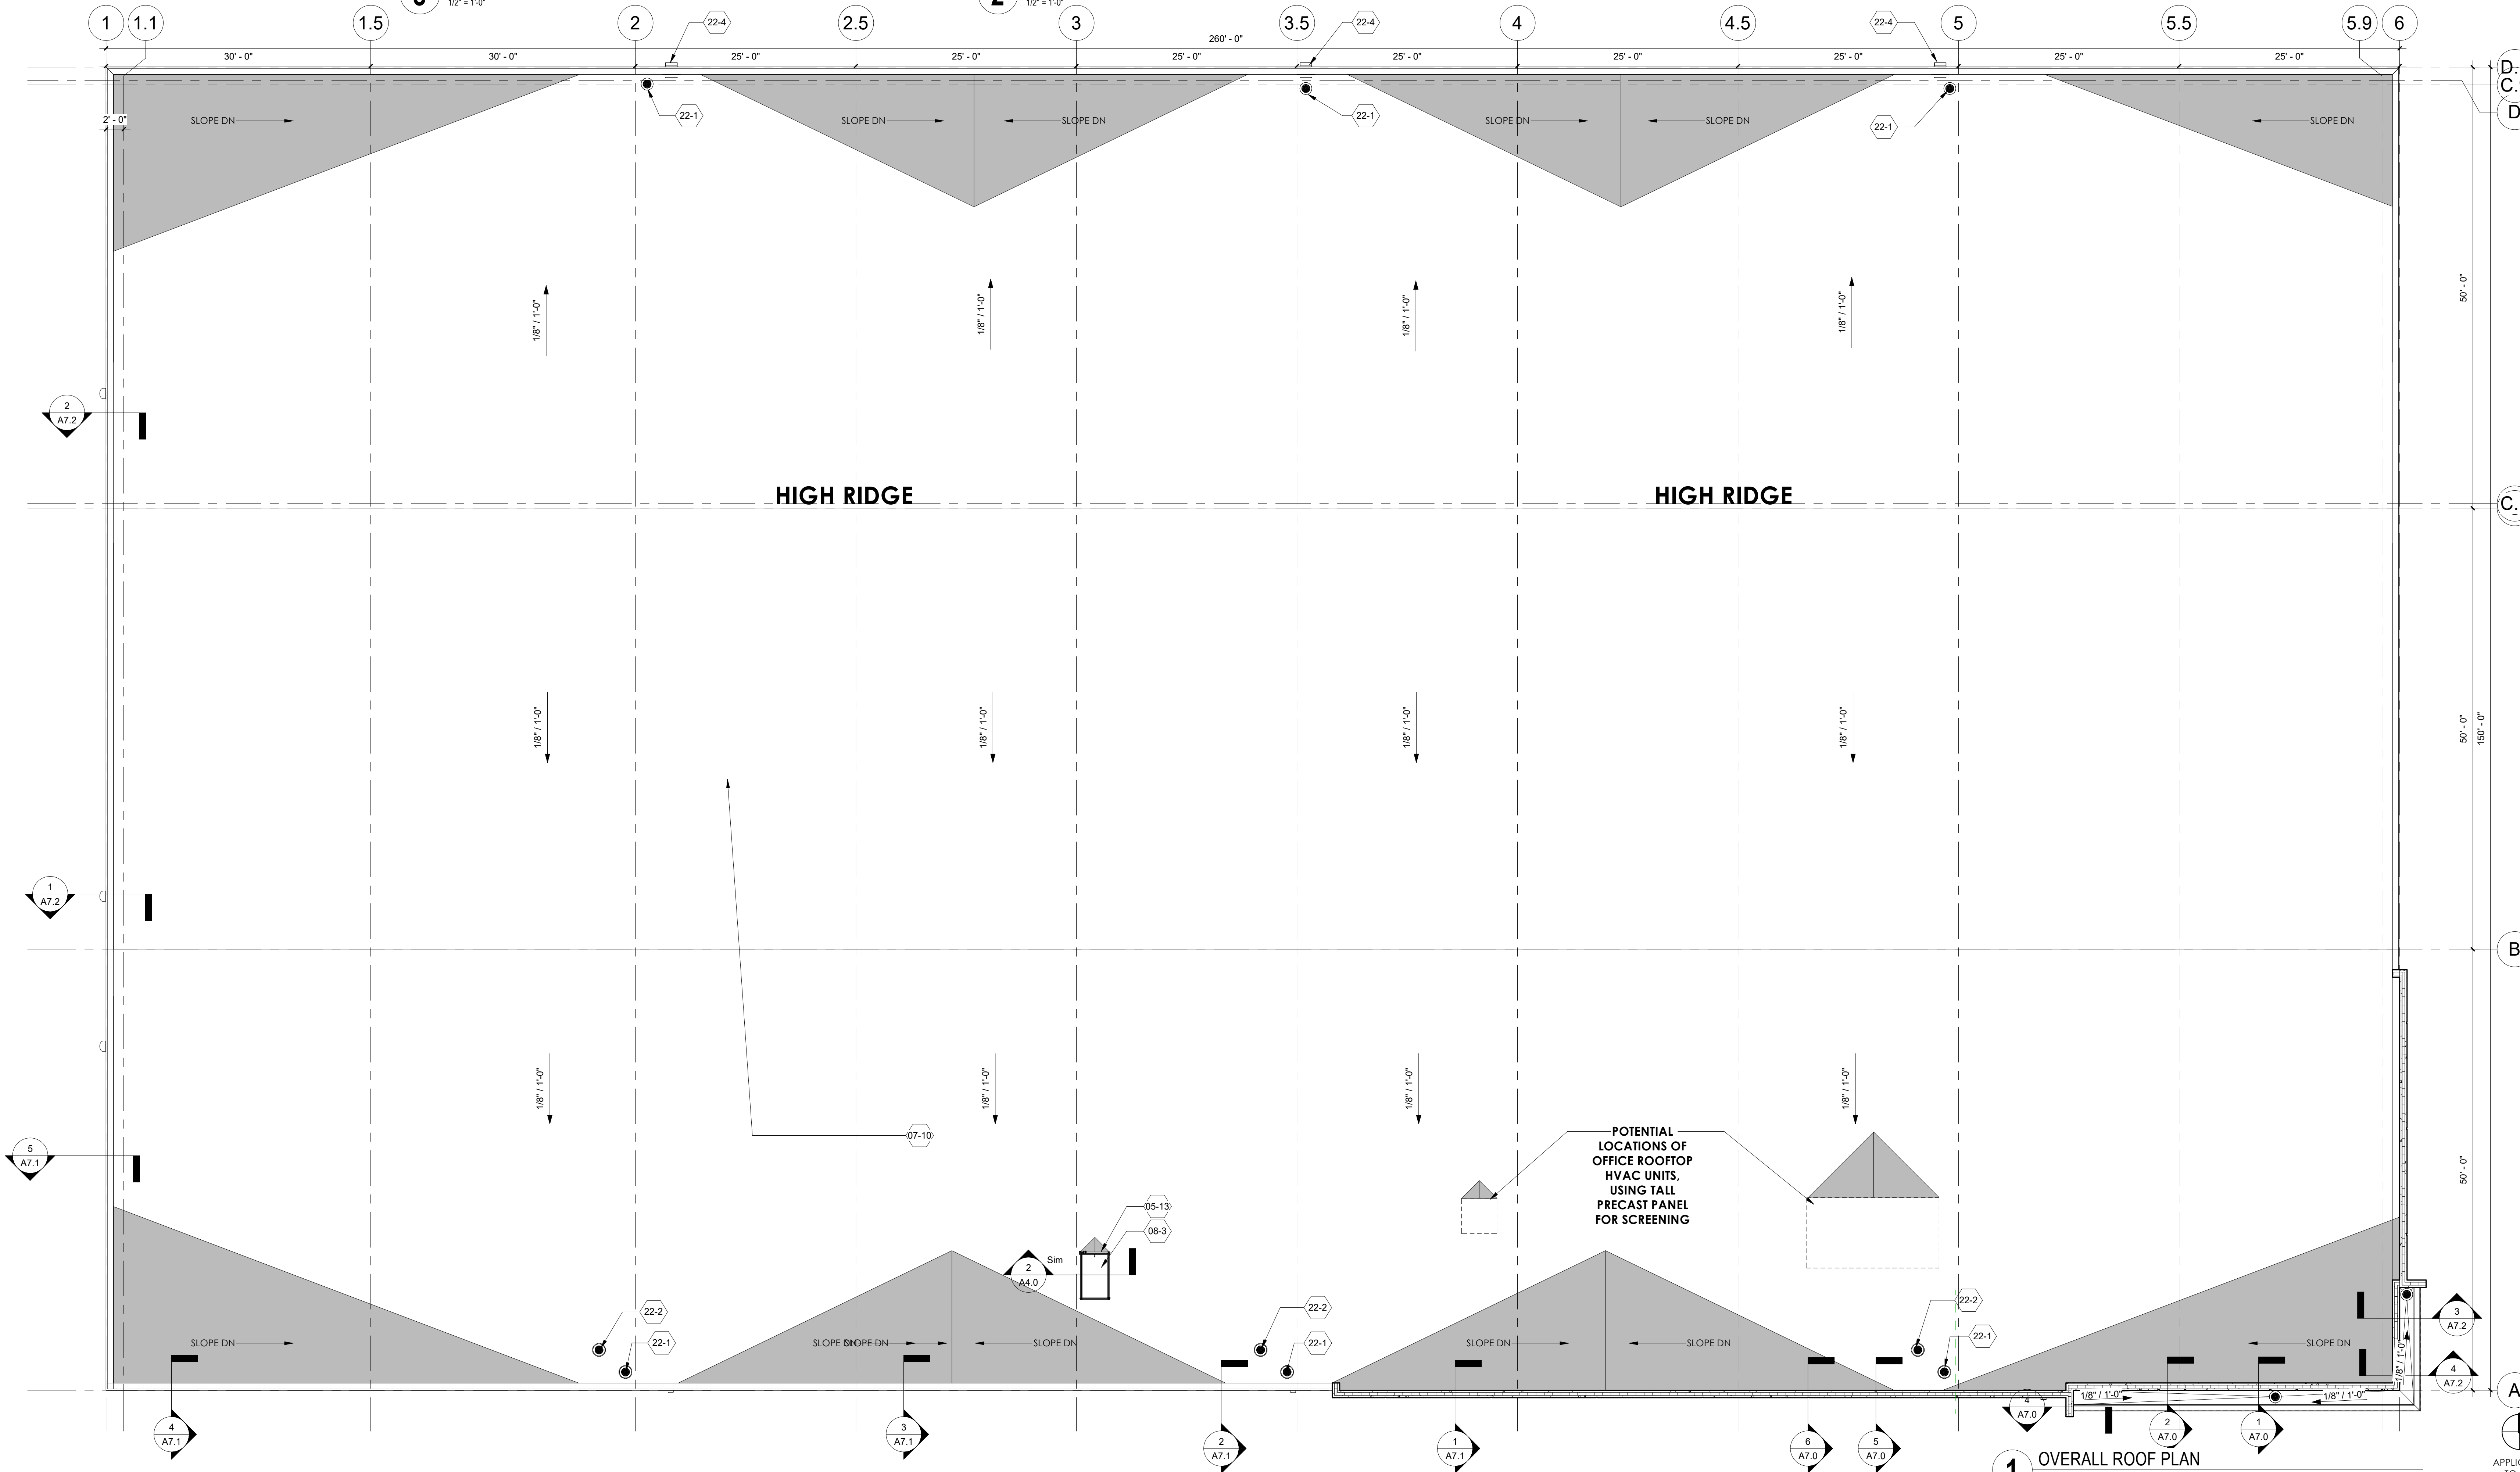 1/2" = 1'-0"
2
1/2" = 1'-0"
1
1.1
1.5
2
2.5
3
3.5
4
4.5
5
5.5
5.9
6
22-4
22-4
22-4
260' - 0"
30' - 0"
30' - 0"
25' - 0"
25' - 0"
25' - 0"
25' - 0"
25' - 0"
25' - 0"
25' - 0"
25' - 0"
D
C.
D
2' - 0"
22-1
22-1
22-1
SLOPE DN
SLOPE DN
SLOPE DN
SLOPE DN
SLOPE DN
SLOPE DN
50' - 0"
1/8" / 1'-0"
1/8" / 1'-0"
1/8" / 1'-0"
1/8" / 1'-0"
2
A7.2
HIGH RIDGE
HIGH RIDGE
C.
1/8" / 1'-0"
1/8" / 1'-0"
1/8" / 1'-0"
1/8" / 1'-0"
50' - 0"
150' - 0"
1
A7.2
B
1/8" / 1'-0"
1/8" / 1'-0"
1/8" / 1'-0"
1/8" / 1'-0"
07-10
5
A7.1
POTENTIAL
LOCATIONS OF
OFFICE ROOFTOP
HVAC UNITS,
USING TALL
PRECAST PANEL
FOR SCREENING
50' - 0"
05-13
08-3
Sim
2
A4.0
22-2
22-2
22-2
22-1
22-1
22-1
SLOPE DN
SLOPE DN
SLOPE DN
SLOPE DN
SLOPE DN
SLOPE DN
SLOPE DN
3
A7.2
4
A7.2
1/8" / 1'-0"
1/8" / 1'-0"
1/8" / 1'-0"
A
4
A7.1
3
A7.1
2
A7.1
1
A7.1
6
A7.0
5
A7.0
4
A7.0
2
A7.0
1
A7.0
1
OVERALL ROOF PLAN